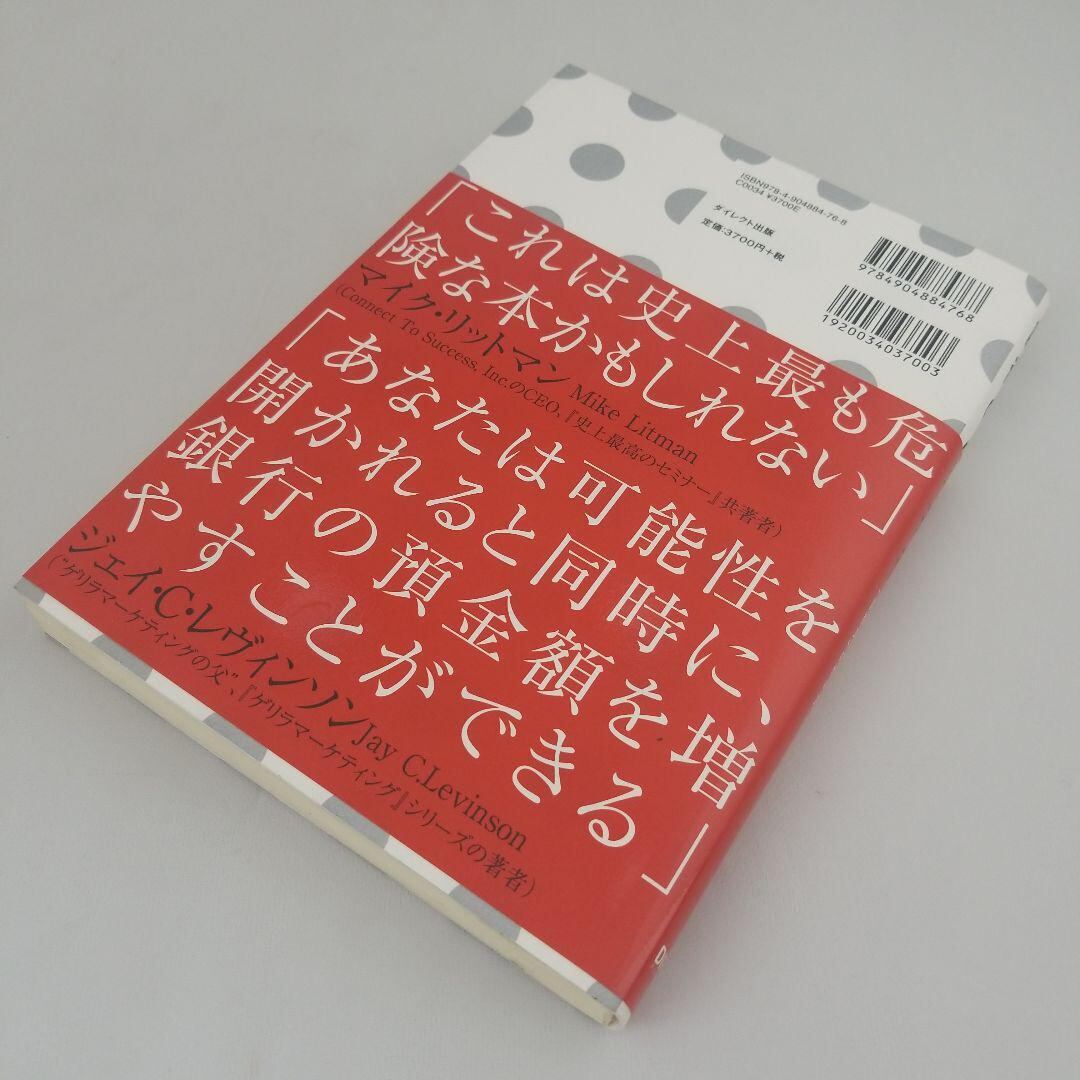 ISBN978-4-904884-76-8
C0034 ¥3700E
ダイレクト出版
定価:3700円+税
9784904884768
1920034037003
「これは史上最も危
険な本かもしれない」
マイク・リットマン Mike Litman
(Connect To Success, Inc.のCEO、『史上最高のセミナー』共著者)
「あなたは可能性を
開かれると同時に、
銀行の預金額を増
やすことができる」
ジェイ・C・レヴィンソン Jay C.Levinson
(“ゲリラマーケティングの父”、『ゲリラマーケティング』シリーズの著者)